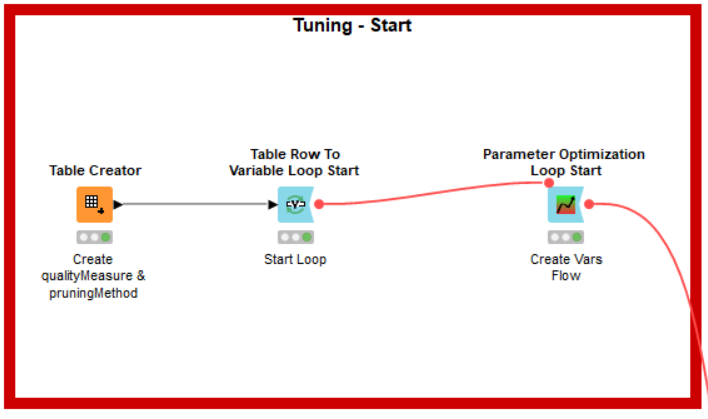 Tuning - Start
Table Creator
Create
qualityMeasure &
pruningMethod
Table Row To
Variable Loop Start
Start Loop
Parameter Optimization
Loop Start
Create Vars
Flow